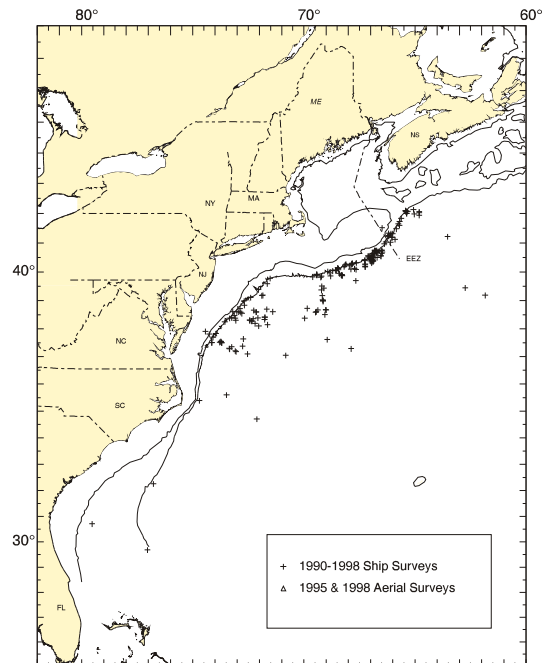 80° 70° 60°
ME
NS
NY MA
EEZ
40° NJ
NC
SC
30°
+ 1990-1998 Ship Surveys
△ 1995 & 1998 Aerial Surveys
FL